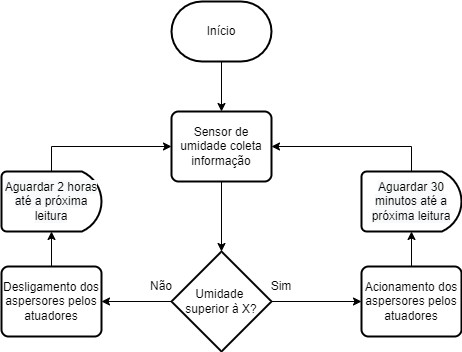 Início
Sensor de
umidade coleta
informação
Aguardar 2 horas
até a próxima
leitura
Aguardar 30
minutos até a
próxima leitura
Desligamento dos
aspersores pelos
atuadores
Não
Umidade
superior à X?
Sim
Acionamento dos
aspersores pelos
atuadores